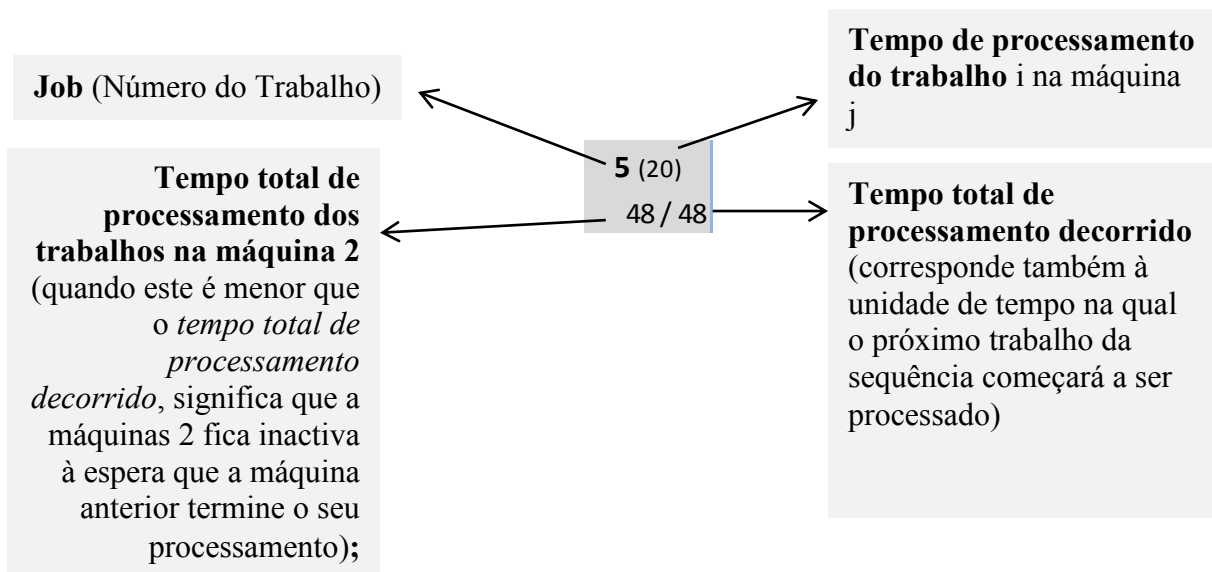 Job (Número do Trabalho)
Tempo de processamento
do trabalho i na máquina
j
5 (20)
48 / 48
Tempo total de
processamento dos
trabalhos na máquina 2
(quando este é menor que
o tempo total de
processamento
decorrido, significa que a
máquinas 2 fica inactiva
à espera que a máquina
anterior termine o seu
processamento);
Tempo total de
processamento decorrido
(corresponde também à
unidade de tempo na qual
o próximo trabalho da
sequência começará a ser
processado)